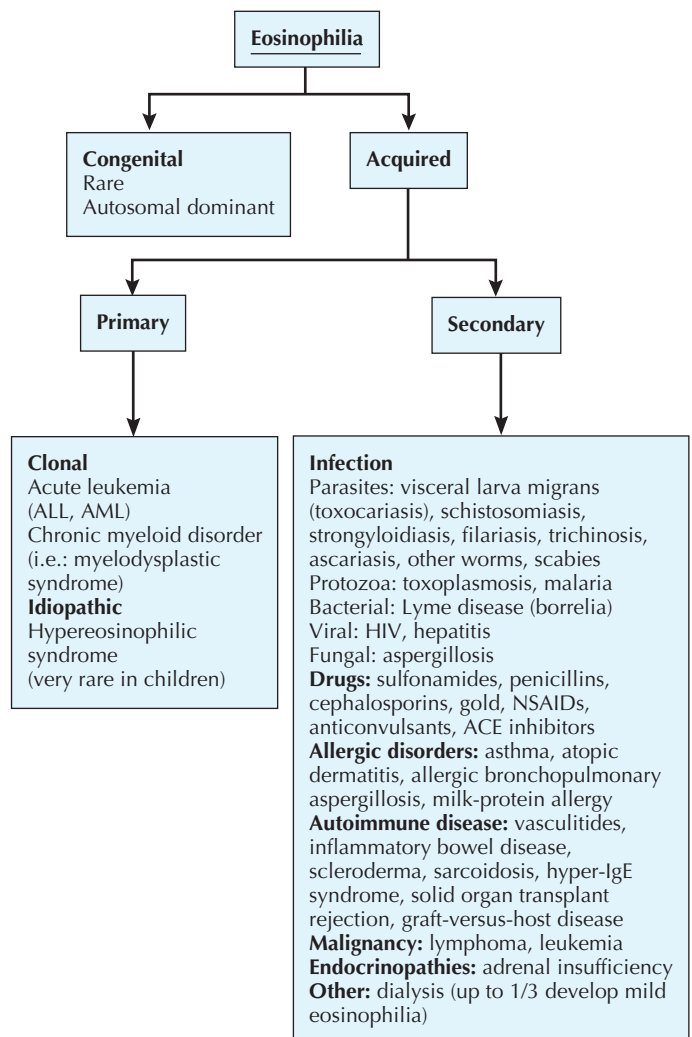 Eosinophilia
Congenital
Rare
Autosomal dominant
Acquired
Primary
Secondary
Clonal
Acute leukemia
(ALL, AML)
Chronic myeloid disorder
(i.e.: myelodysplastic
syndrome)
Idiopathic
Hypereosinophilic
syndrome
(very rare in children)
Infection
Parasites: visceral larva migrans
(toxocariasis), schistosomiasis,
strongyloidiasis, filariasis, trichinosis,
ascariasis, other worms, scabies
Protozoa: toxoplasmosis, malaria
Bacterial: Lyme disease (borrelia)
Viral: HIV, hepatitis
Fungal: aspergillosis
Drugs: sulfonamides, penicillins,
cephalosporins, gold, NSAIDs,
anticonvulsants, ACE inhibitors
Allergic disorders: asthma, atopic
dermatitis, allergic bronchopulmonary
aspergillosis, milk-protein allergy
Autoimmune disease: vasculitides,
inflammatory bowel disease,
scleroderma, sarcoidosis, hyper-IgE
syndrome, solid organ transplant
rejection, graft-versus-host disease
Malignancy: lymphoma, leukemia
Endocrinopathies: adrenal insufficiency
Other: dialysis (up to 1/3 develop mild
eosinophilia)